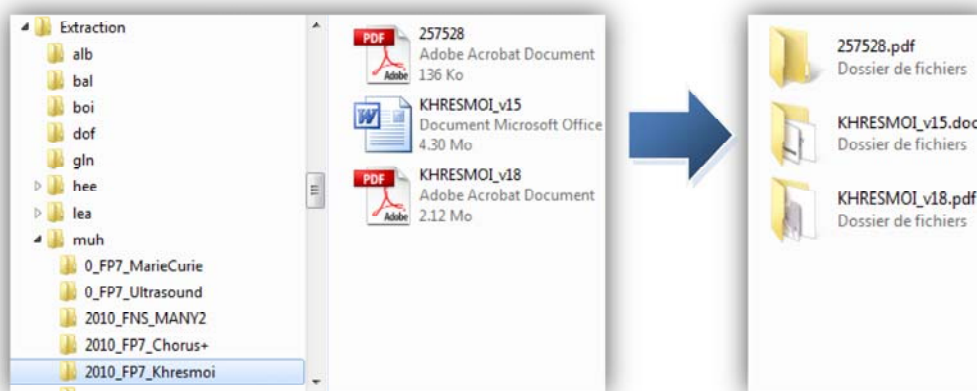 Extraction
alb
bal
boi
dof
gln
hee
lea
muh
0_FP7_MarieCurie
0_FP7_Ultrasound
2010_FNS_MANY2
2010_FP7_Chorus+
2010_FP7_Khresmoi
PDF
Adobe
257528
Adobe Acrobat Document
136 Ko
W
KHRESMOI_v15
Document Microsoft Office
4.30 Mo
PDF
Adobe
KHRESMOI_v18
Adobe Acrobat Document
2.12 Mo
257528.pdf
Dossier de fichiers
KHRESMOI_v15.doc
Dossier de fichiers
KHRESMOI_v18.pdf
Dossier de fichiers